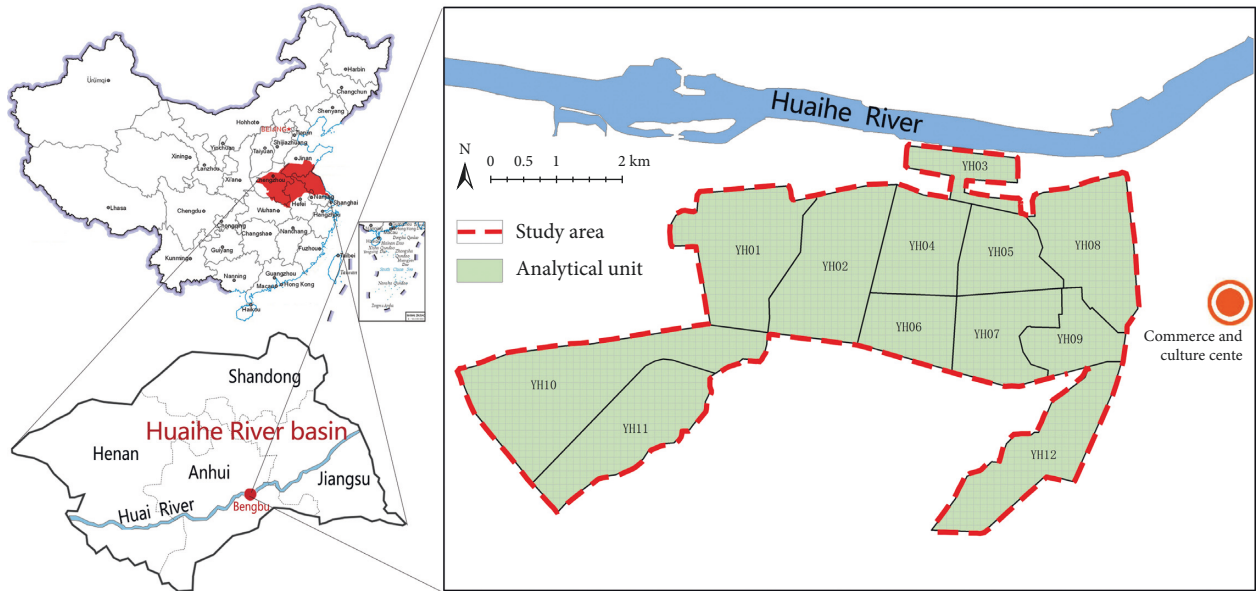 Ürümqi
Harbin
Changchun
Shenyang
Hohhot
BEIJING
Tianjin
Shijiazhuang
Yinchuan
Taiyuan
Jinan
Xining
Lanzhou
Zhengzhou
Xi'an
Nanjing
Hefei
Shanghai
Lhasa
Chengdu
Wuhan
Hangzhou
Chongqing
Nanchang
Changsha
Guiyang
Fuzhou
Kunming
Taibei
Taiwan
Nanning
Guangzhou
Macao
Hong Kong
Haikou
Shandong
Huaihe River basin
Henan
Anhui
Jiangsu
Huai River
Bengbu
Huaihe River
N
0 0.5 1 2 km
Study area
Analytical unit
YH03
YH01
YH02
YH04
YH05
YH08
YH06
YH07
YH09
YH10
YH11
YH12
Commerce and
culture cente